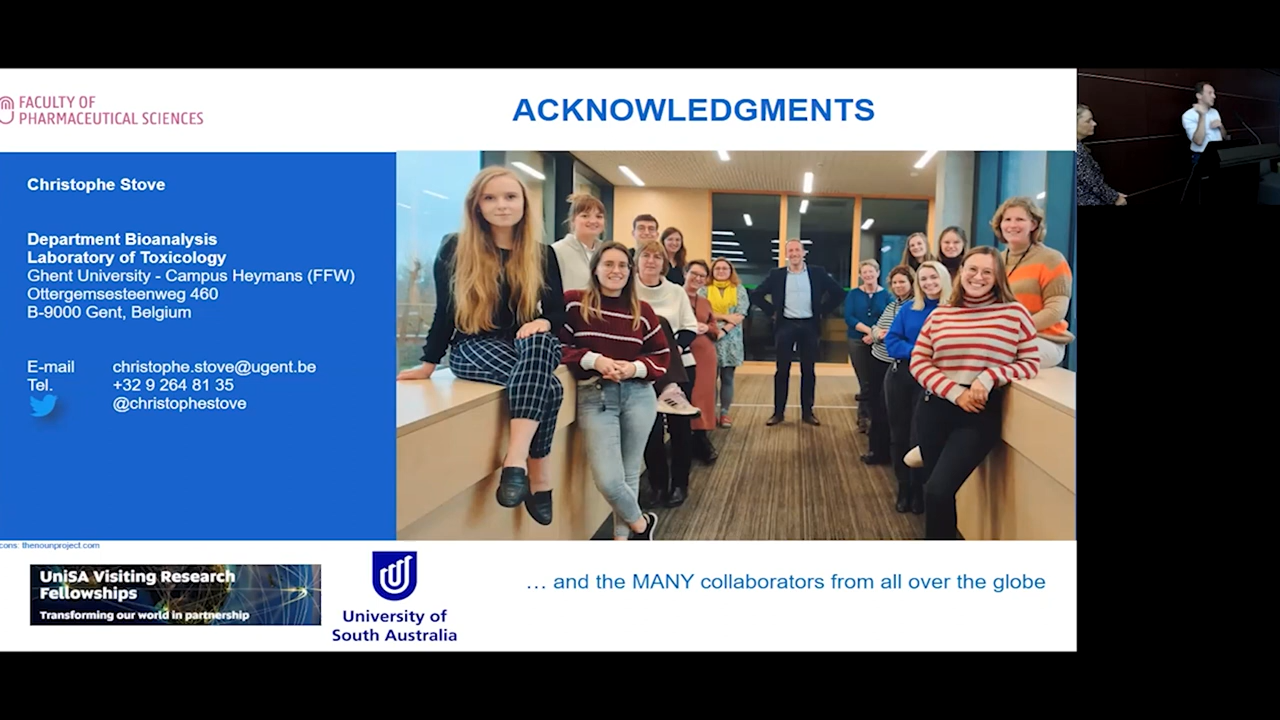 FACULTY OF
PHARMACEUTICAL SCIENCES
ACKNOWLEDGMENTS
Christophe Stove
Department Bioanalysis
Laboratory of Toxicology
Ghent University - Campus Heymans (FFW)
Ottergemsesteenweg 460
B-9000 Gent, Belgium
E-mail christophe.stove@ugent.be
Tel. +32 9 264 81 35
@christophestove
cons: thenounproject.com
UniSA Visiting Research
Fellowships
Transforming our world in partnership
University of
South Australia
… and the MANY collaborators from all over the globe